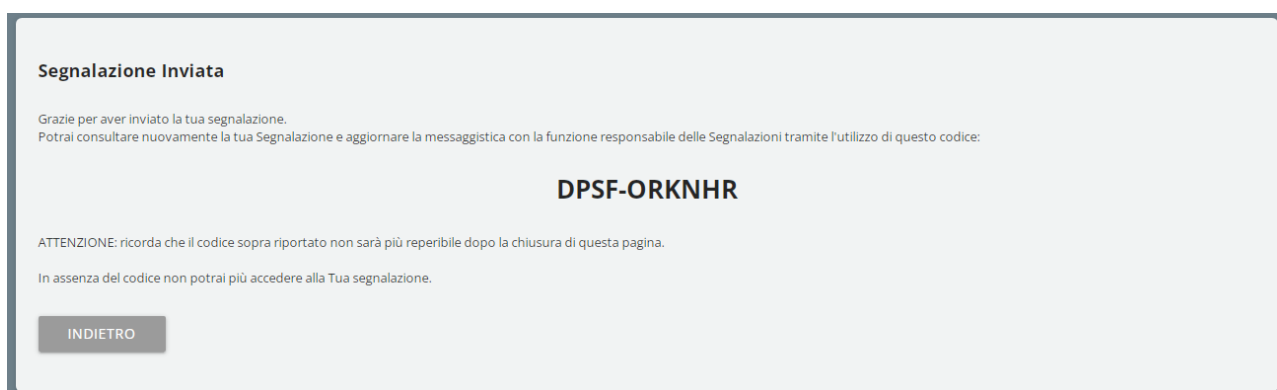 Segnalazione Inviata
Grazie per aver inviato la tua segnalazione.
Potrai consultare nuovamente la tua Segnalazione e aggiornare la messaggistica con la funzione responsabile delle Segnalazioni tramite l'utilizzo di questo codice:
DPSF-ORKNHR
ATTENZIONE: ricorda che il codice sopra riportato non sarà più reperibile dopo la chiusura di questa pagina.
In assenza del codice non potrai più accedere alla Tua segnalazione.
INDIETRO